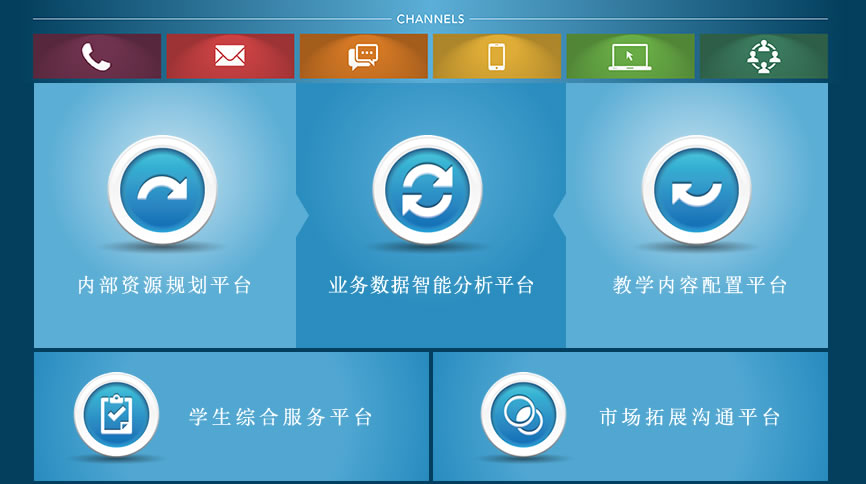 CHANNELS
内部资源规划平台
业务数据智能分析平台
教学内容配置平台
学生综合服务平台
市场拓展沟通平台